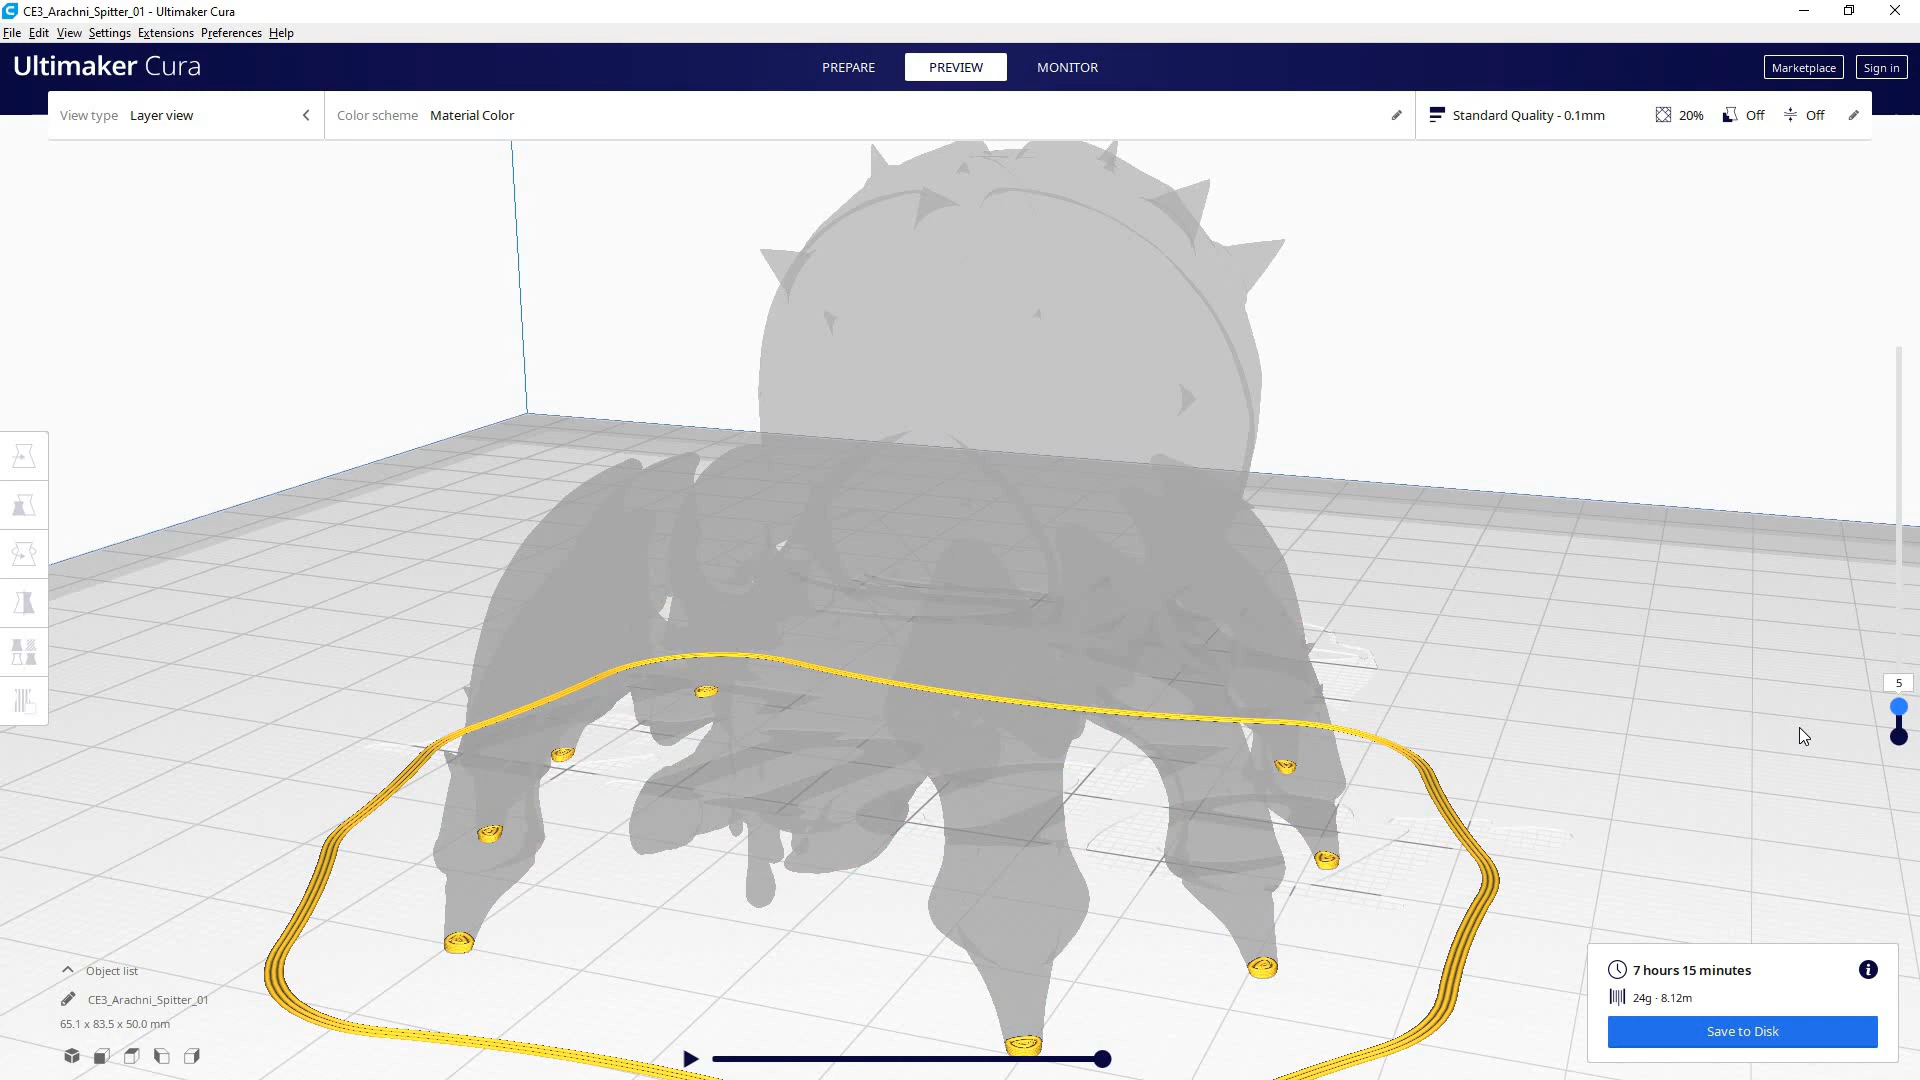 CE3_Arachni_Spitter_01 - Ultimaker Cura
File Edit View Settings Extensions Preferences Help
Ultimaker Cura
PREPARE PREVIEW MONITOR
Marketplace
Sign in
View type Layer view
Color scheme Material Color
Standard Quality - 0.1mm 20% Off Off
5
Object list
CE3_Arachni_Spitter_01
65.1 x 83.5 x 50.0 mm
7 hours 15 minutes
24g · 8.12m
Save to Disk